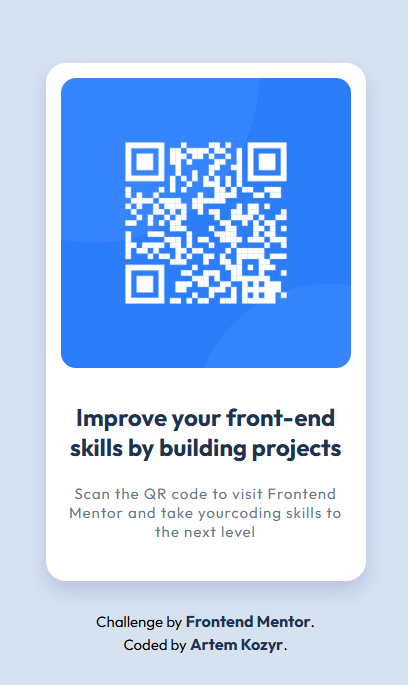 Improve your front-end
skills by building projects
Scan the QR code to visit Frontend
Mentor and take yourcoding skills to
the next level
Challenge by Frontend Mentor.
Coded by Artem Kozyr.